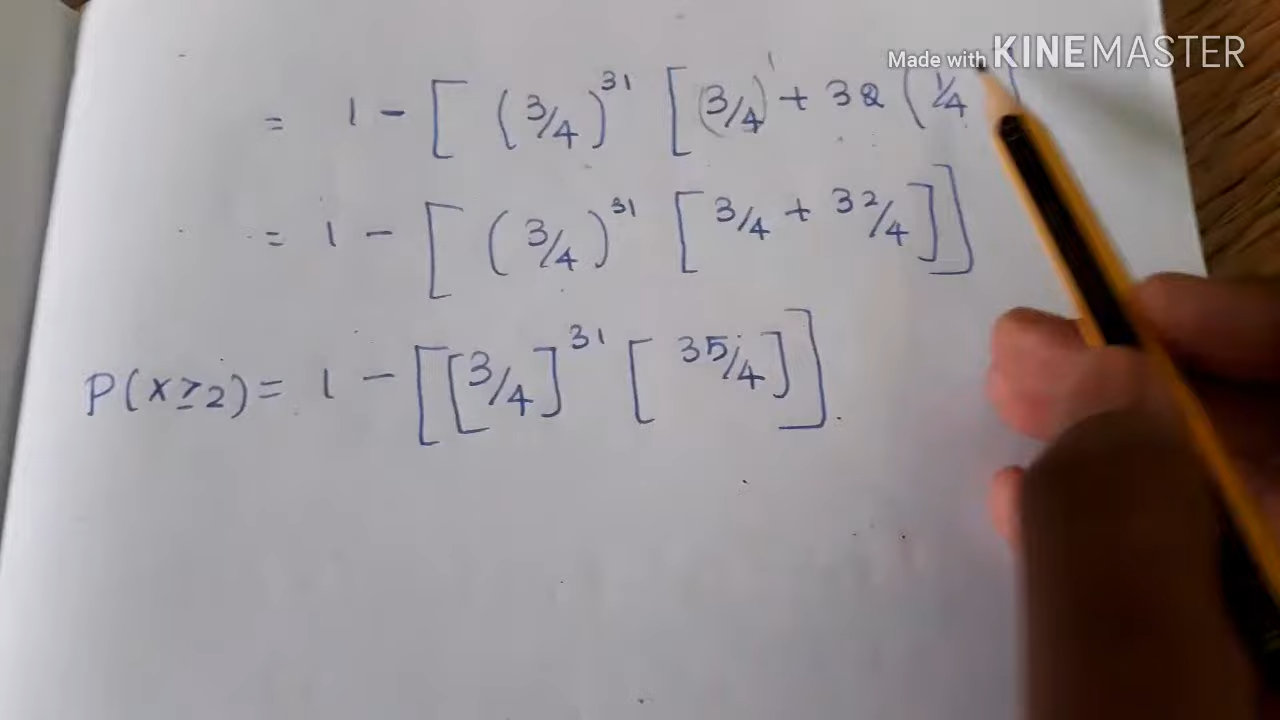 Made with KINEMASTER
= 1 - [ (3/4)^31 [ (3/4)^1 + 32 (1/4
= 1 - [ (3/4)^31 [ 3/4 + 32/4 ] ]
P(x≥2) = 1 - [ [3/4]^31 [ 35/4 ] ].